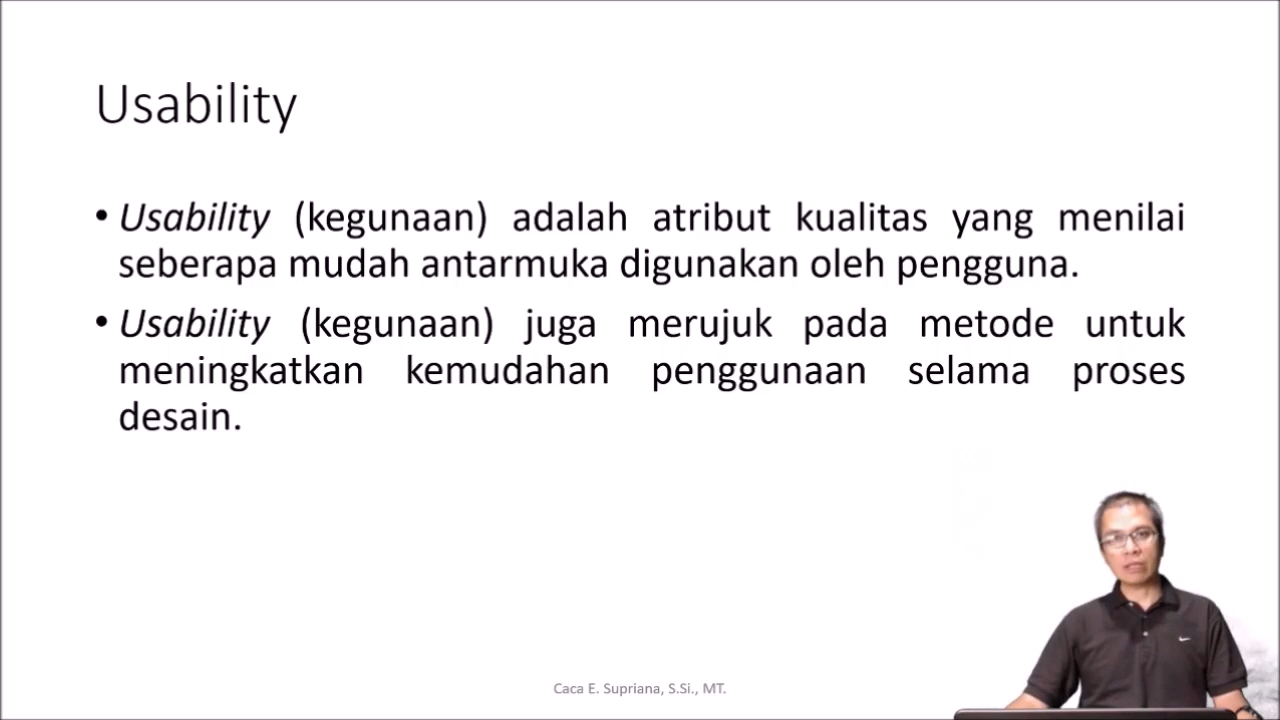 Usability
• Usability (kegunaan) adalah atribut kualitas yang menilai
seberapa mudah antarmuka digunakan oleh pengguna.
• Usability (kegunaan) juga merujuk pada metode untuk
meningkatkan kemudahan penggunaan selama proses
desain.
Caca E. Supriana, S.Si., MT.